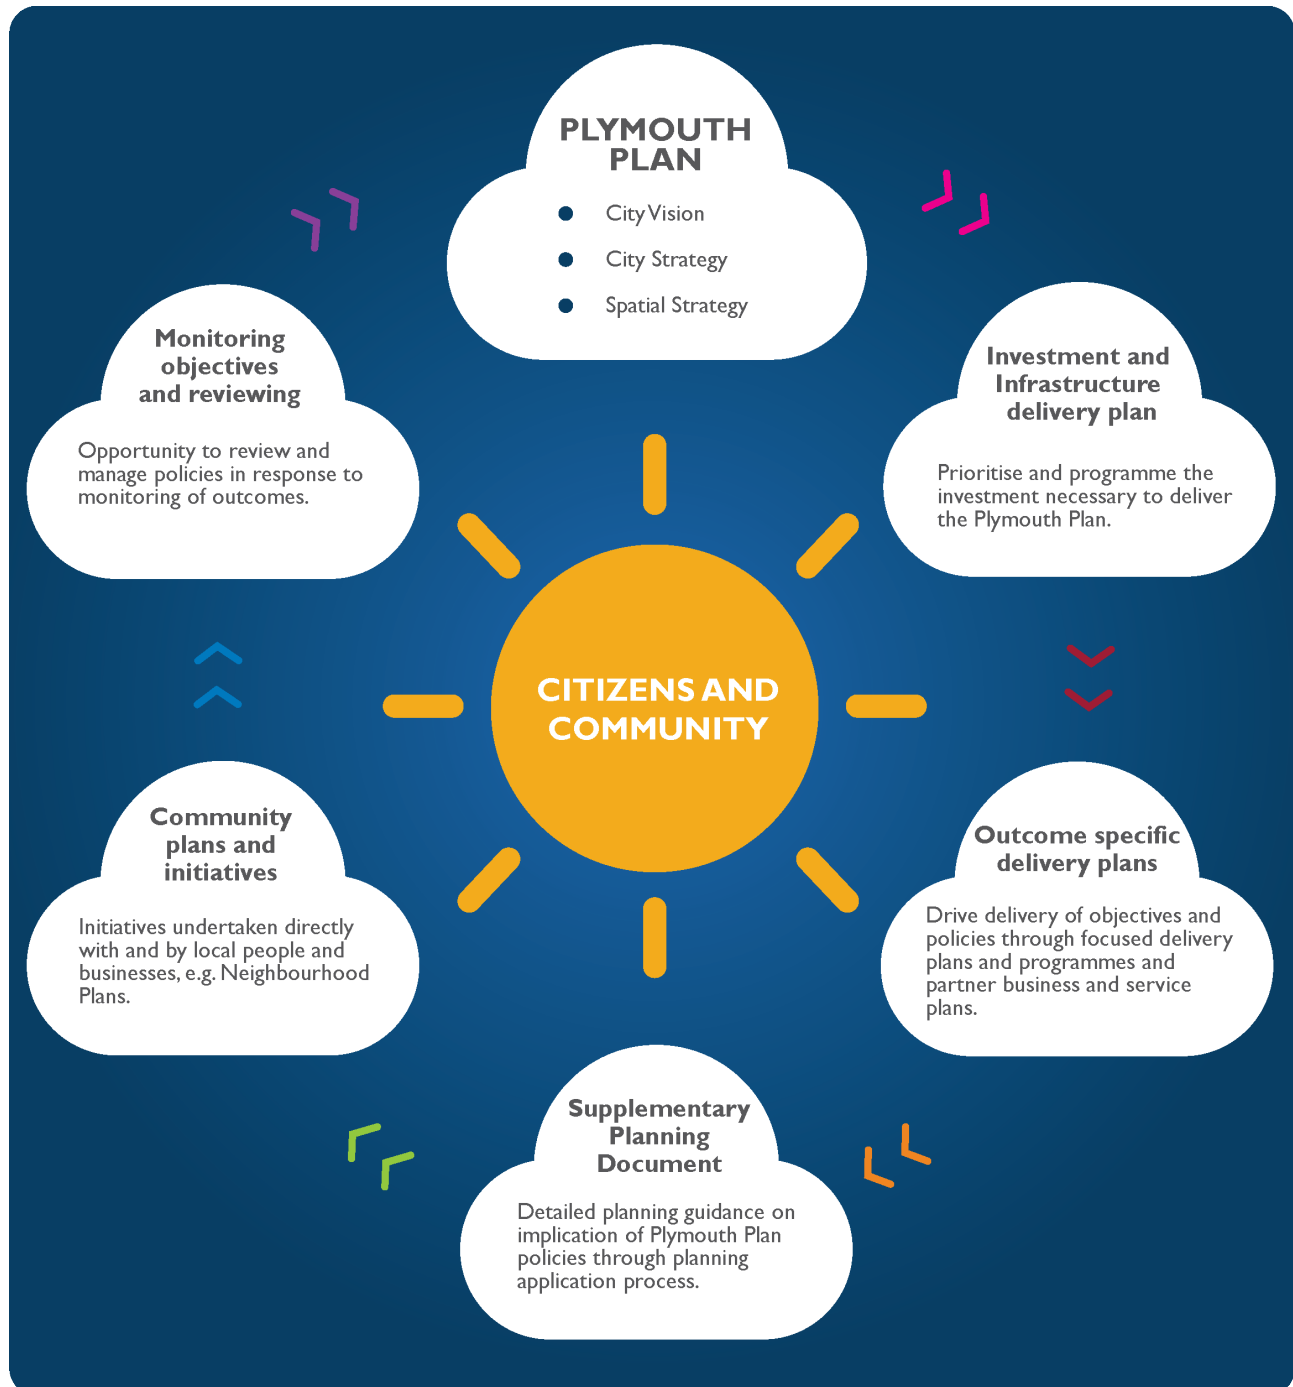 PLYMOUTH
PLAN
● City Vision
● City Strategy
● Spatial Strategy
Investment and
Infrastructure
delivery plan
Prioritise and programme the
investment necessary to deliver
the Plymouth Plan.
Outcome specific
delivery plans
Drive delivery of objectives and
policies through focused delivery
plans and programmes and
partner business and service
plans.
Supplementary
Planning
Document
Detailed planning guidance on
implication of Plymouth Plan
policies through planning
application process.
Community
plans and
initiatives
Initiatives undertaken directly
with and by local people and
businesses, e.g. Neighbourhood
Plans.
Monitoring
objectives
and reviewing
Opportunity to review and
manage policies in response to
monitoring of outcomes.
CITIZENS AND
COMMUNITY